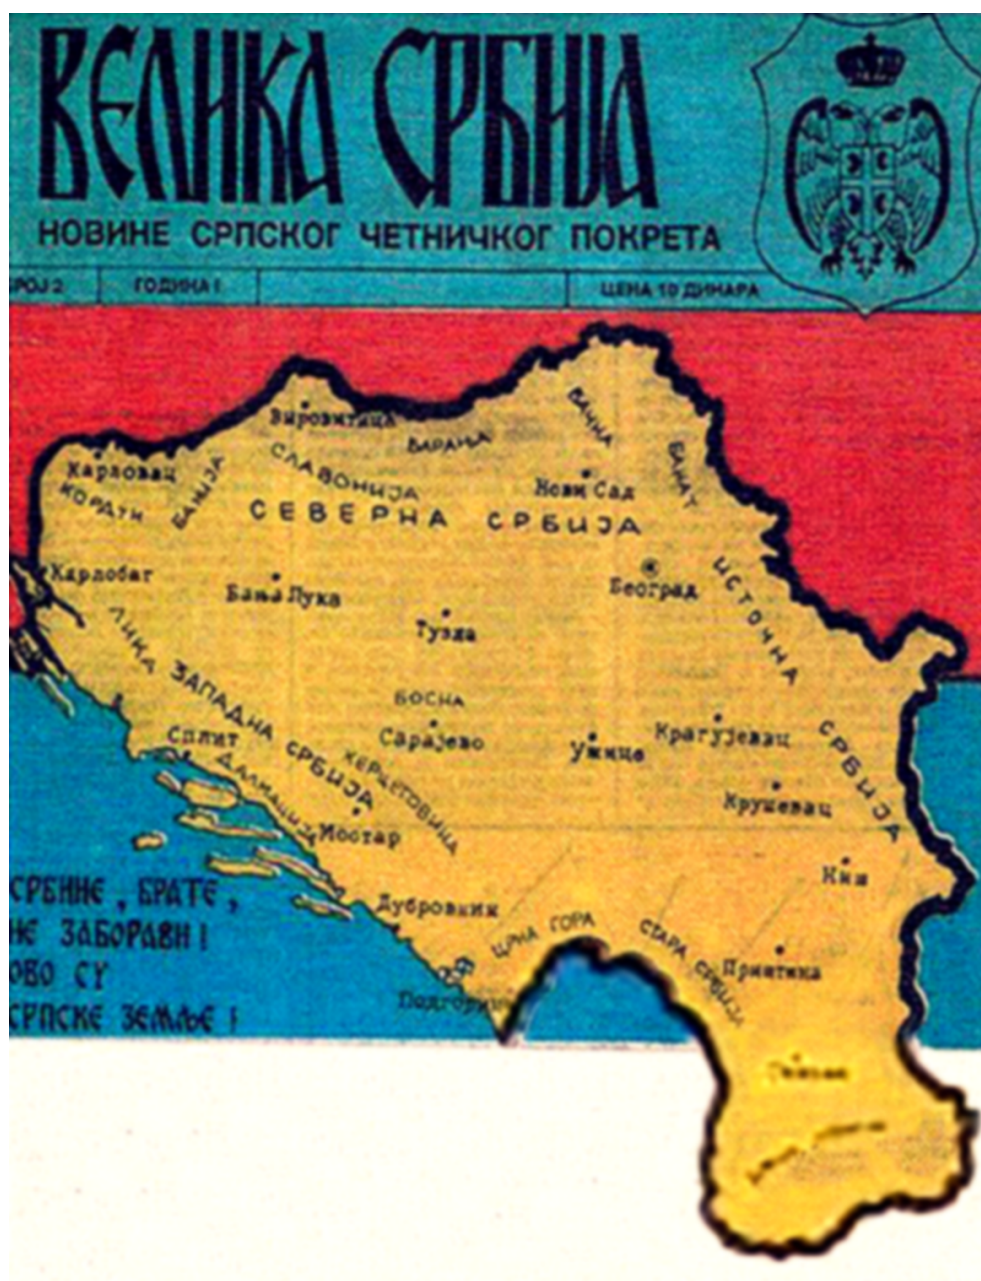 ВЕЛИКА СРБИЈА
НОВИНЕ СРПСКОГ ЧЕТНИЧКОГ ПОКРЕТА
РОЈ 2
ГОДИНА I
ЦЕНА 10 ДИНАРА
Вировитица
БАРАЊА
БАЧКА
БАНАТ
Карловац
КОРДУН
БАНИЈА
СЛАВОНИЈА
Нови Сад
СЕВЕРНА СРБИЈА
Карлобаг
Бања Лука
Београд
Тузла
ИСТОЧНА СРБИЈА
ЛИКА
ЗАПАДНА СРБИЈА
БОСНА
Сарајево
Ужице
Крагујевац
Сплит
ДАЛМАЦИЈА
ХЕРЦЕГОВИНА
Крушевац
Мостар
Ниш
Дубровник
ЦРНА ГОРА
СТАРА СРБИЈА
Приштина
Подгорица
СРБИНЕ, БРАТЕ,
НЕ ЗАБОРАВИ!
ОВО СУ
СРПСКЕ ЗЕМЉЕ!